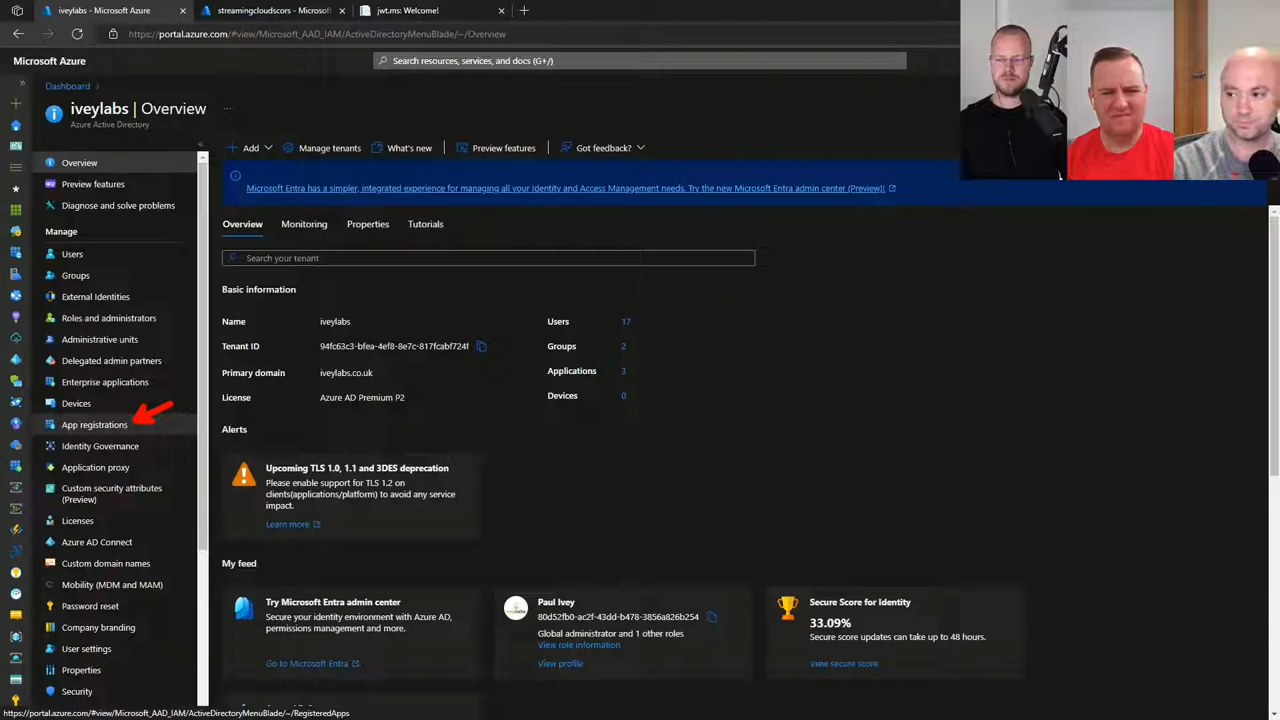 iveylabs - Microsoft Azure
streamingcloudscors - Microsoft
jwt.ms: Welcome!
https://portal.azure.com/#view/Microsoft_AAD_IAM/ActiveDirectoryMenuBlade/~/Overview
Microsoft Azure
Search resources, services, and docs (G+/)
Dashboard
iveylabs | Overview
Azure Active Directory
Overview
Preview features
Diagnose and solve problems
Manage
Users
Groups
External Identities
Roles and administrators
Administrative units
Delegated admin partners
Enterprise applications
Devices
App registrations
Identity Governance
Application proxy
Custom security attributes
(Preview)
Licenses
Azure AD Connect
Custom domain names
Mobility (MDM and MAM)
Password reset
Company branding
User settings
Properties
Security
Add
Manage tenants
What's new
Preview features
Got feedback?
Microsoft Entra has a simpler, integrated experience for managing all your Identity and Access Management needs. Try the new Microsoft Entra admin center (Preview)!
Overview Monitoring Properties Tutorials
Search your tenant
Basic information
Name iveylabs
Tenant ID 94fc63c3-bfea-4ef8-8e7c-817fcabf724f
Primary domain iveylabs.co.uk
License Azure AD Premium P2
Users 17
Groups 2
Applications 3
Devices 0
Alerts
Upcoming TLS 1.0, 1.1 and 3DES deprecation
Please enable support for TLS 1.2 on
clients(applications/platform) to avoid any service
impact.
Learn more
My feed
Try Microsoft Entra admin center
Secure your identity environment with Azure AD,
permissions management and more.
Go to Microsoft Entra
Paul Ivey
80d52fb0-ac2f-43dd-b478-3856a826b254
Global administrator and 1 other roles
View role information
View profile
Secure Score for Identity
33.09%
Secure score updates can take up to 48 hours.
View secure score
https://portal.azure.com/#view/Microsoft_AAD_IAM/ActiveDirectoryMenuBlade/~/RegisteredApps